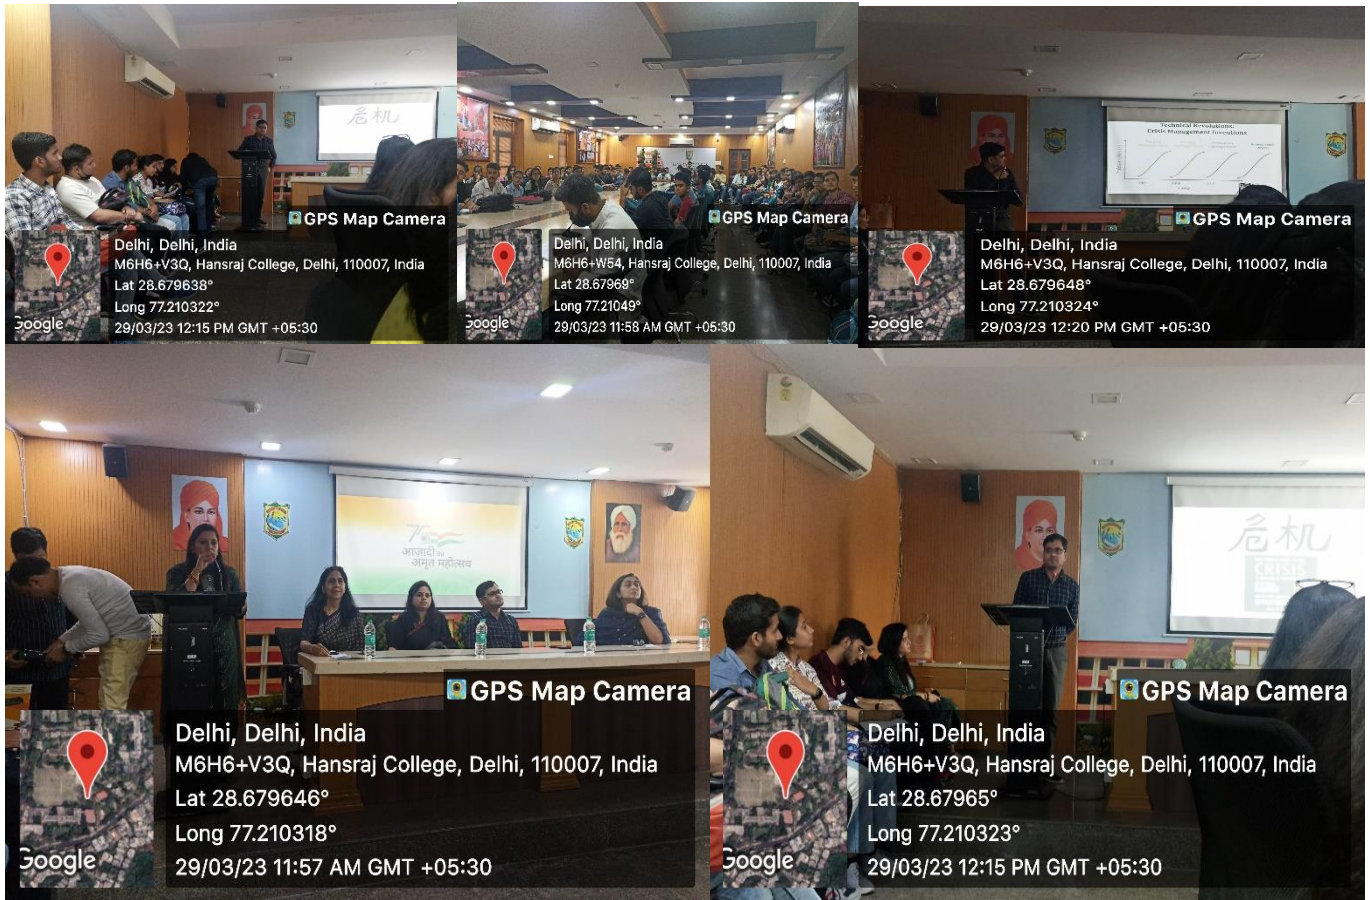 危机
GPS Map Camera
Delhi, Delhi, India
M6H6+V3Q, Hansraj College, Delhi, 110007, India
Lat 28.679638°
Long 77.210322°
29/03/23 12:15 PM GMT +05:30
Google
GPS Map Camera
Delhi, Delhi, India
M6H6+W54, Hansraj College, Delhi, 110007, India
Lat 28.67969°
Long 77.21049°
29/03/23 11:58 AM GMT +05:30
Google
Technical Revolutions:
Crisis Management Inventions
GPS Map Camera
Delhi, Delhi, India
M6H6+V3Q, Hansraj College, Delhi, 110007, India
Lat 28.679648°
Long 77.210324°
29/03/23 12:20 PM GMT +05:30
Google
75
आज़ादी का
अमृत महोत्सव
GPS Map Camera
Delhi, Delhi, India
M6H6+V3Q, Hansraj College, Delhi, 110007, India
Lat 28.679646°
Long 77.210318°
29/03/23 11:57 AM GMT +05:30
Google
危机
CRISIS
GPS Map Camera
Delhi, Delhi, India
M6H6+V3Q, Hansraj College, Delhi, 110007, India
Lat 28.67965°
Long 77.210323°
29/03/23 12:15 PM GMT +05:30
Google